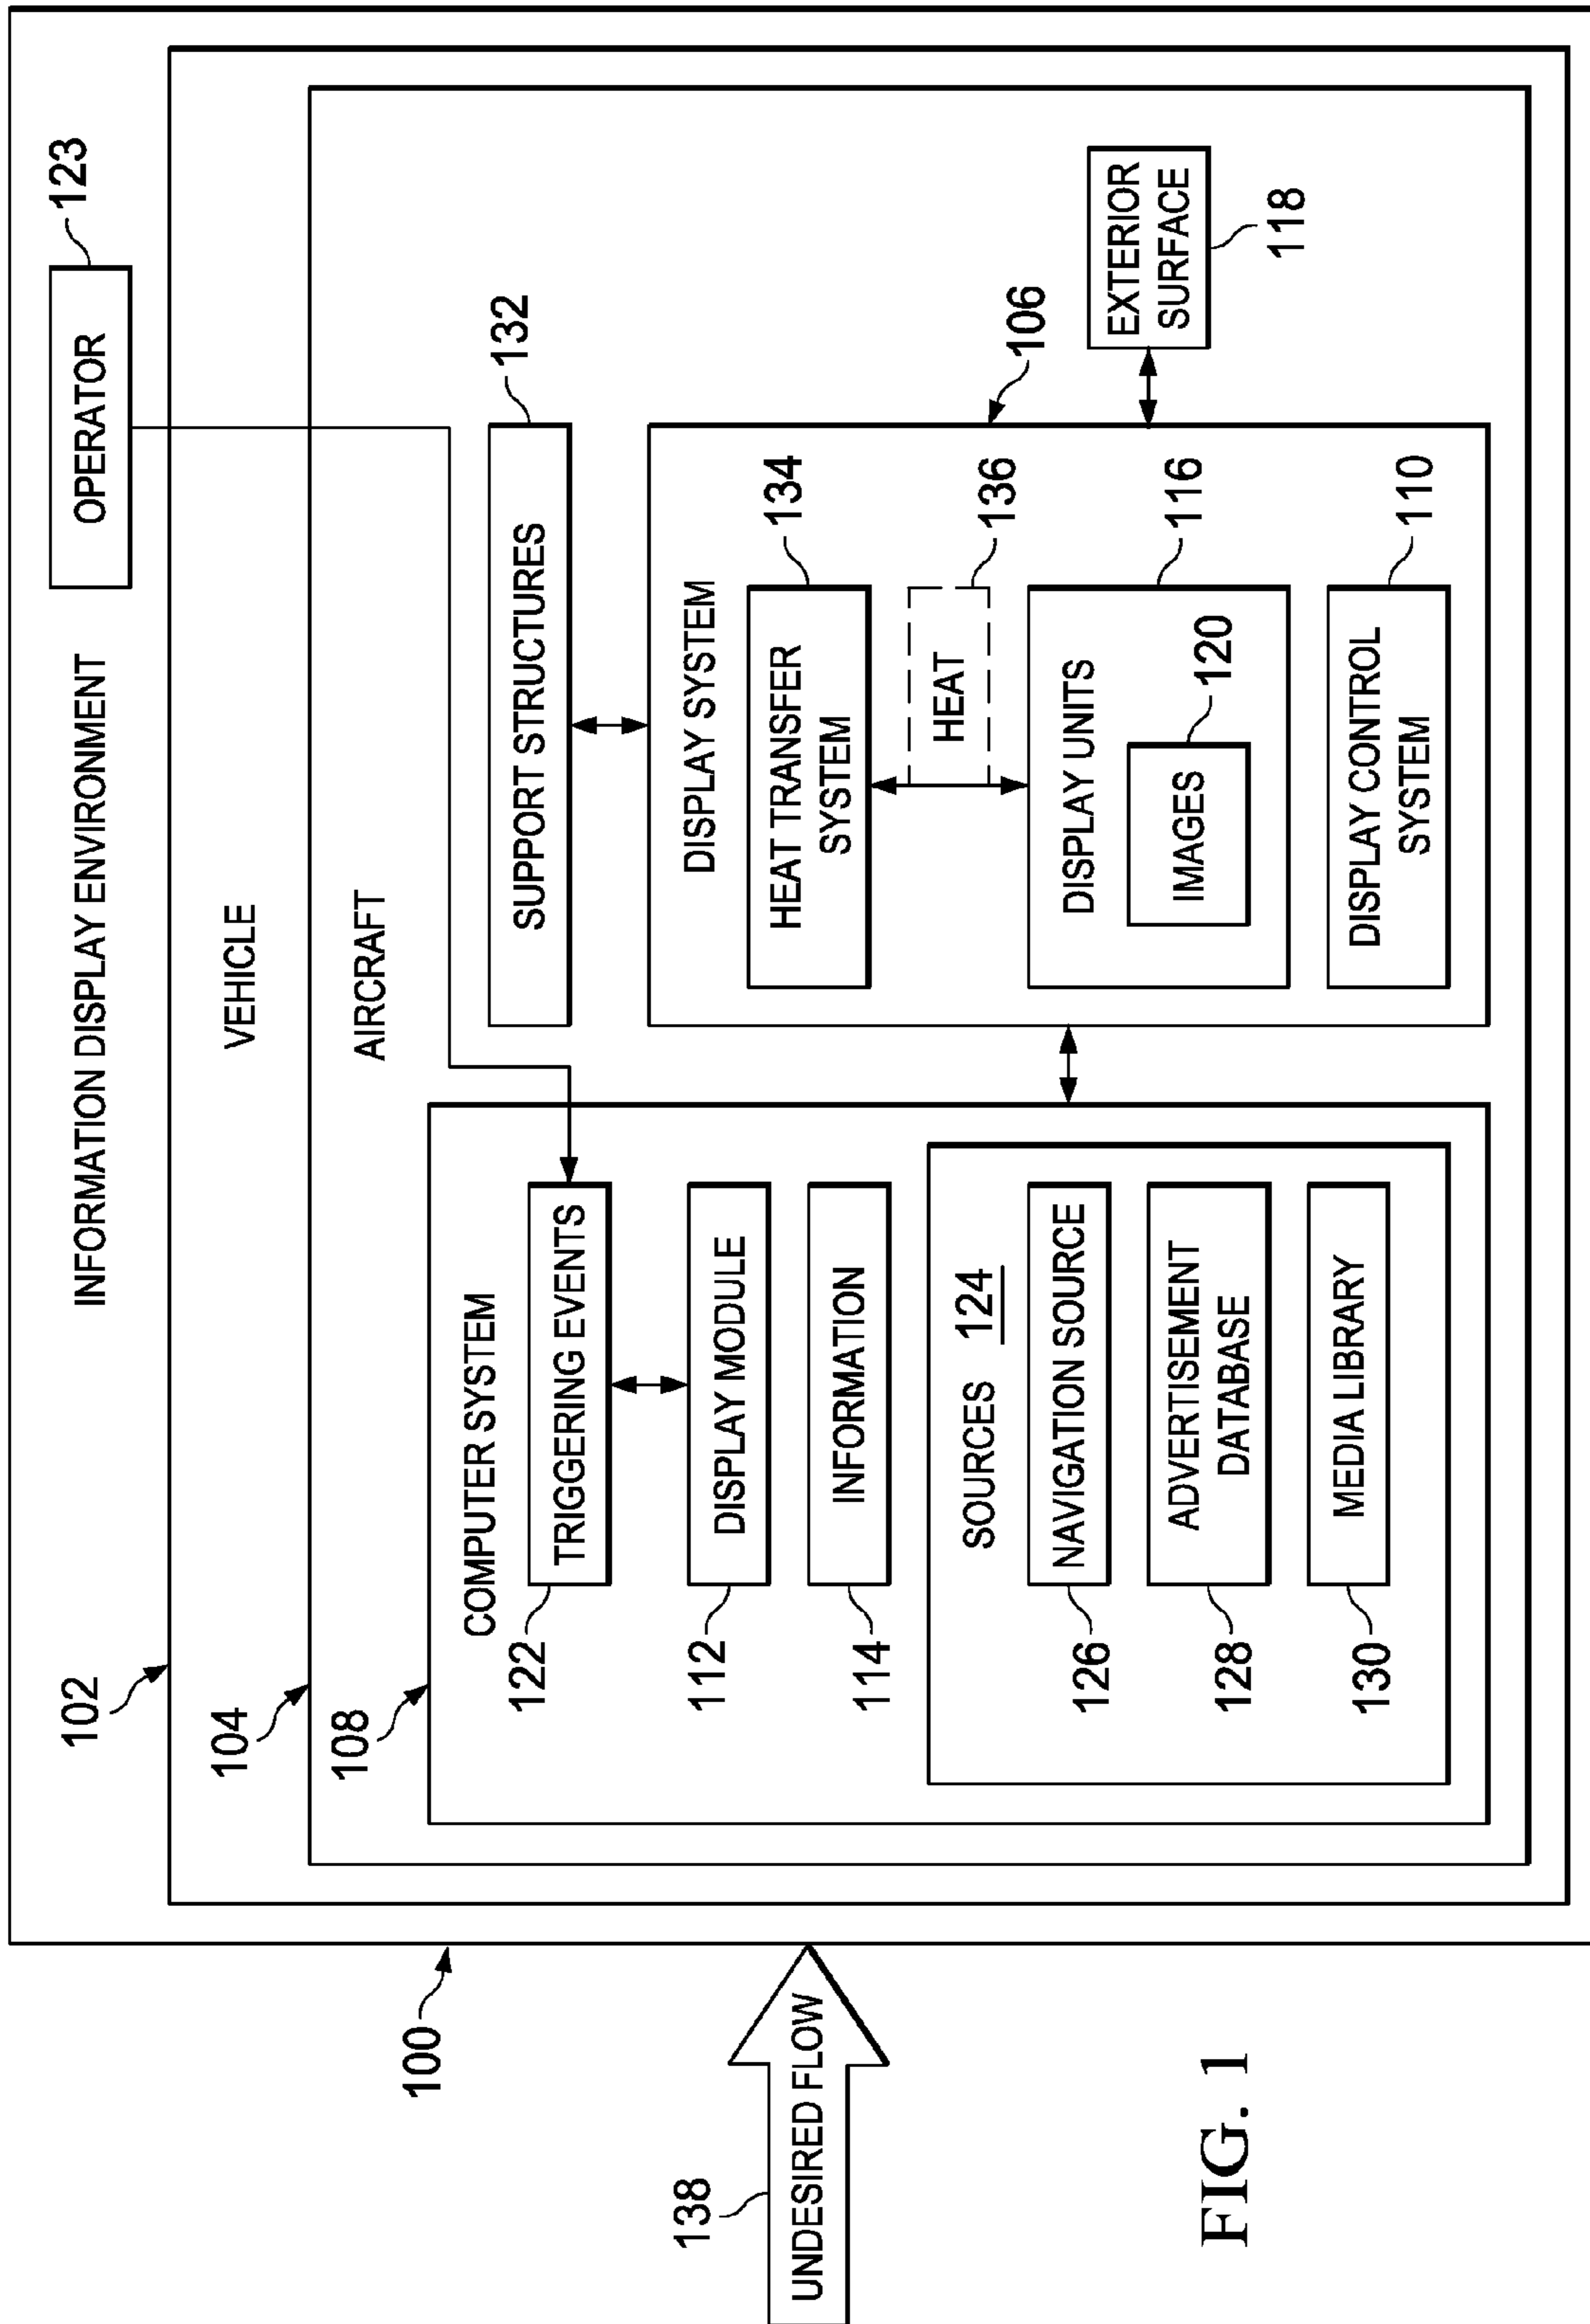 INFORMATION DISPLAY ENVIRONMENT
OPERATOR
123
102
VEHICLE
104
AIRCRAFT
108
COMPUTER SYSTEM
TRIGGERING EVENTS
122
DISPLAY MODULE
112
INFORMATION
114
SOURCES 124
NAVIGATION SOURCE
126
ADVERTISEMENT
DATABASE
128
MEDIA LIBRARY
130
SUPPORT STRUCTURES
132
DISPLAY SYSTEM
106
HEAT TRANSFER
SYSTEM
134
HEAT
136
DISPLAY UNITS
116
IMAGES
120
DISPLAY CONTROL
SYSTEM
110
EXTERIOR
SURFACE
118
100
138
UNDESIRED FLOW
FIG. 1